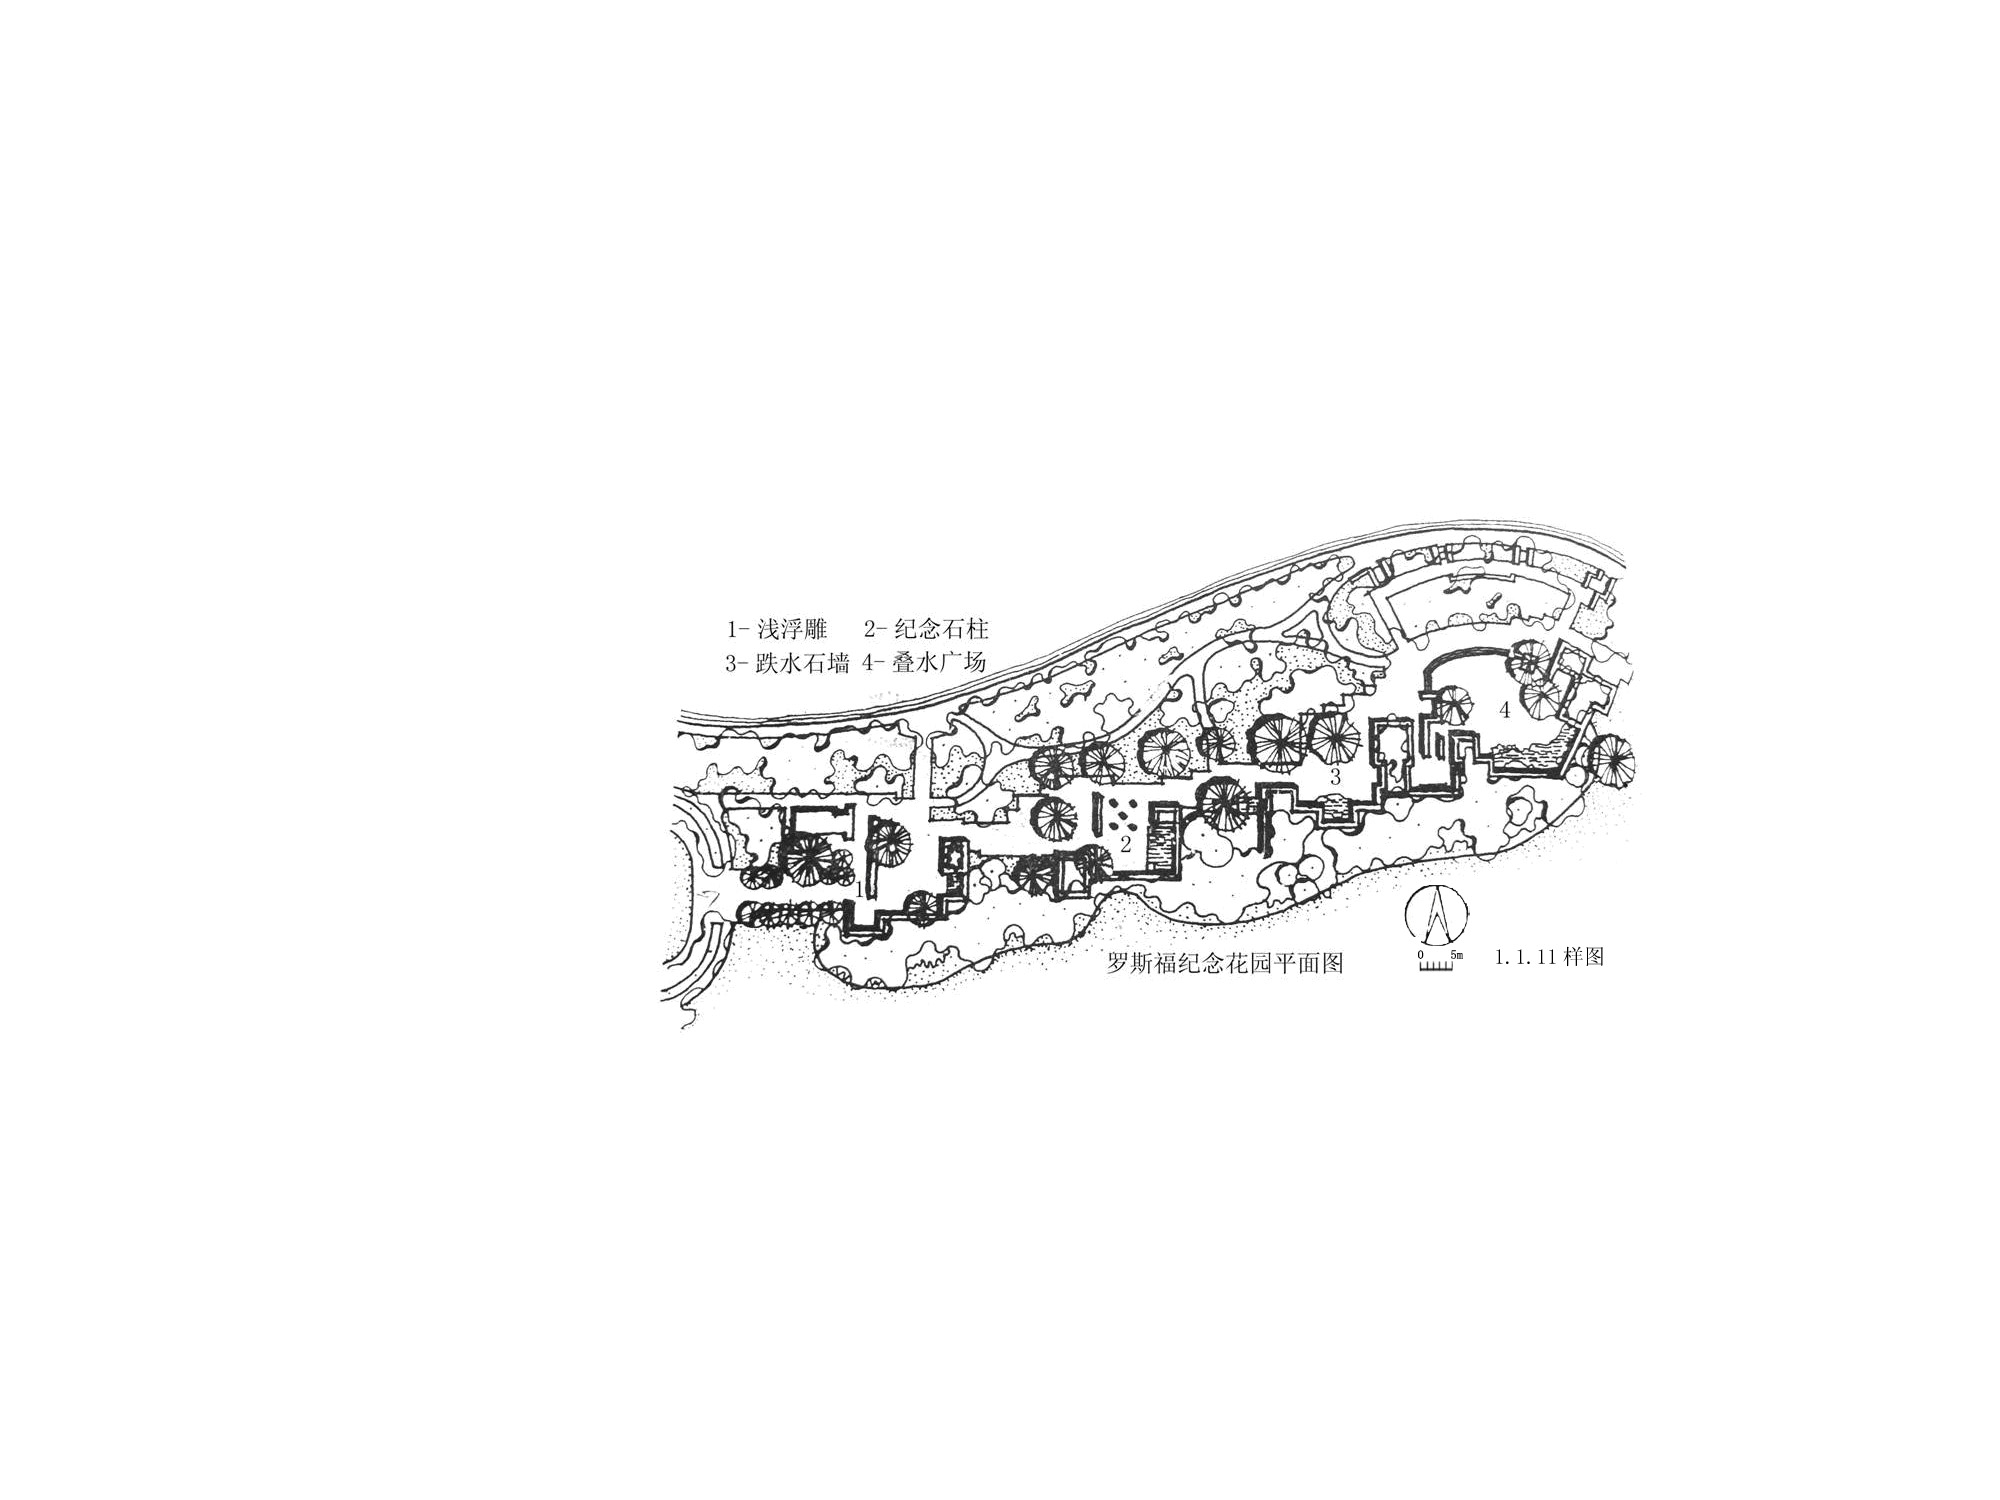 1- 浅浮雕 2- 纪念石柱
3- 跌水石墙 4- 叠水广场
4
3
2
1
罗斯福纪念花园平面图
0 5m
1.1.11 样图